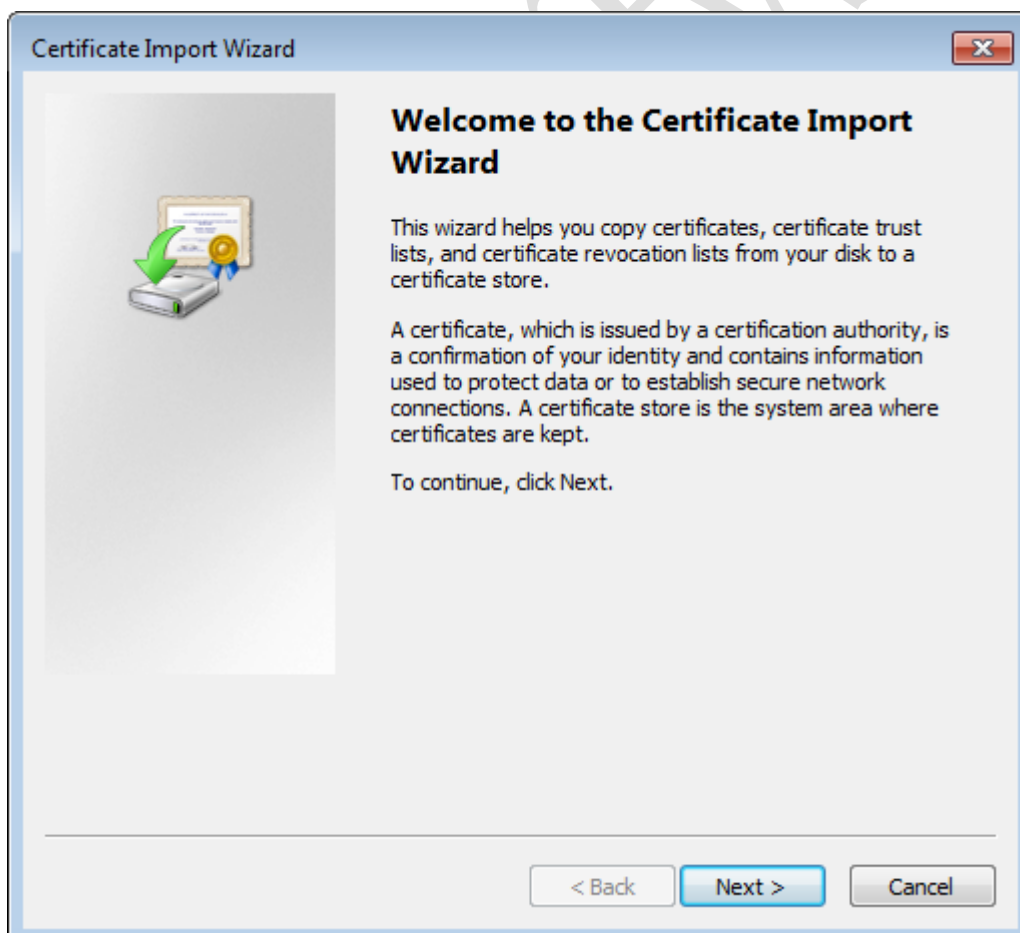 Certificate Import Wizard
Welcome to the Certificate Import
Wizard
This wizard helps you copy certificates, certificate trust
lists, and certificate revocation lists from your disk to a
certificate store.
A certificate, which is issued by a certification authority, is
a confirmation of your identity and contains information
used to protect data or to establish secure network
connections. A certificate store is the system area where
certificates are kept.
To continue, click Next.
< Back Next > Cancel